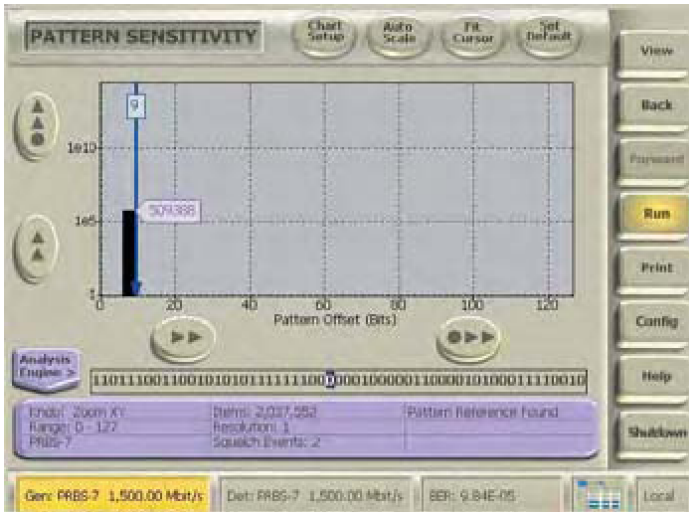 PATTERN SENSITIVITY
Chart Setup
Auto Scale
Fit Cursor
Set Default
View
Back
Forward
Run
Print
Config
Help
Shutdown
9
1e10
509388
1e5
1
0 20 40 60 80 100 120
Pattern Offset (Bits)
Analysis Engine >
Knob: Zoom XY
Range: 0 - 127
PRBS-7
Items: 2,037,552
Resolution: 1
Squelch Events: 2
Pattern Reference Found
Gen: PRBS-7 1,500.00 Mbit/s
Det: PRBS-7 1,500.00 Mbit/s
BER: 9.84E-05
Local